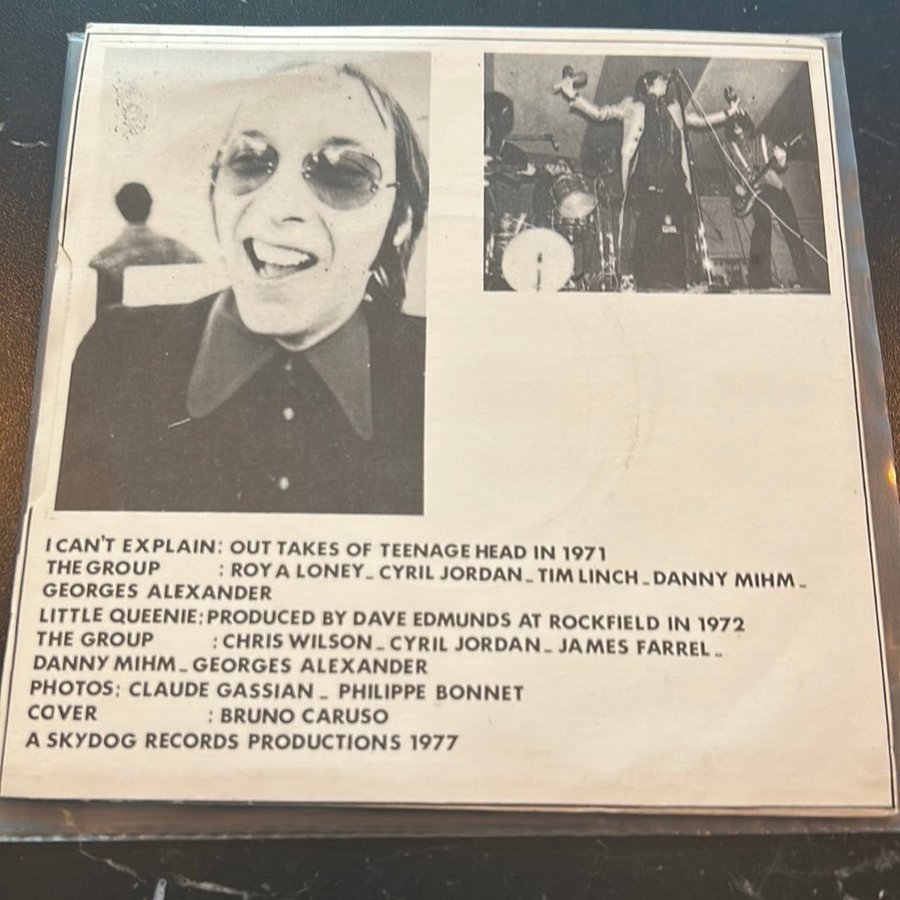 I CAN'T EXPLAIN: OUT TAKES OF TEENAGE HEAD IN 1971
THE GROUP : ROY A LONEY_ CYRIL JORDAN_ TIM LINCH_ DANNY MIHM_
GEORGES ALEXANDER
LITTLE QUEENIE: PRODUCED BY DAVE EDMUNDS AT ROCKFIELD IN 1972
THE GROUP : CHRIS WILSON_ CYRIL JORDAN_ JAMES FARREL_
DANNY MIHM_ GEORGES ALEXANDER
PHOTOS: CLAUDE GASSIAN_ PHILIPPE BONNET
COVER : BRUNO CARUSO
A SKYDOG RECORDS PRODUCTIONS 1977